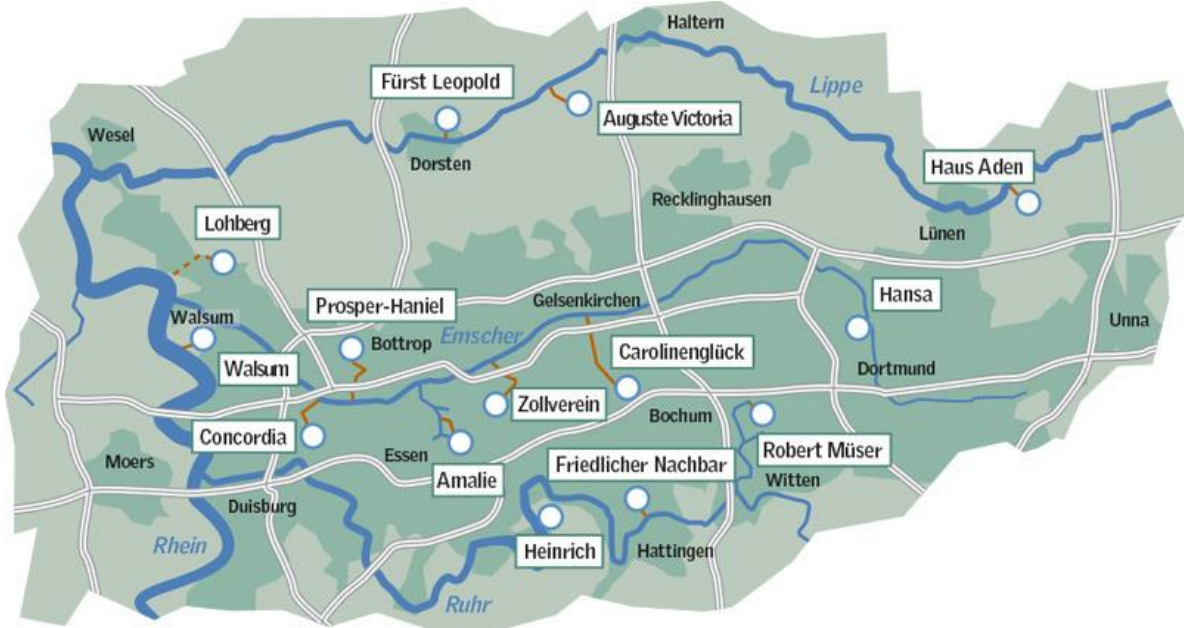 Haltern
Fürst Leopold
Lippe
Auguste Victoria
Wesel
Dorsten
Haus Aden
Recklinghausen
Lohberg
Lünen
Hansa
Prosper-Haniel
Gelsenkirchen
Walsum
Unna
Emscher
Bottrop
Carolinenglück
Walsum
Dortmund
Zollverein
Bochum
Concordia
Essen
Robert Müser
Moers
Friedlicher Nachbar
Amalie
Witten
Duisburg
Rhein
Heinrich
Hattingen
Ruhr